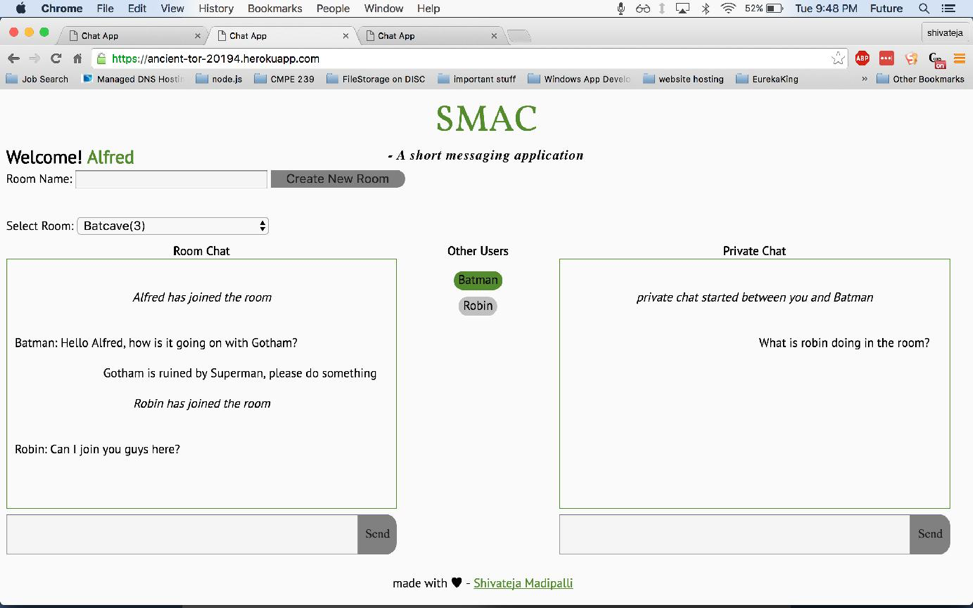 Chrome File Edit View History Bookmarks People Window Help 52% Tue 9:48 PM Future
Chat App × Chat App × Chat App × shivateja
https://ancient-tor-20194.herokuapp.com ABP
Job Search Managed DNS Hosti node.js CMPE 239 FileStorage on DISC important stuff Windows App Develo website hosting EurekaKing » Other Bookmarks
SMAC
- A short messaging application
Welcome! Alfred
Room Name: Create New Room
Select Room: Batcave(3)
Room Chat
Alfred has joined the room
Batman: Hello Alfred, how is it going on with Gotham?
Gotham is ruined by Superman, please do something
Robin has joined the room
Robin: Can I join you guys here?
Send
Other Users
Batman
Robin
Private Chat
private chat started between you and Batman
What is robin doing in the room?
Send
made with ♥ - Shivateja Madipalli